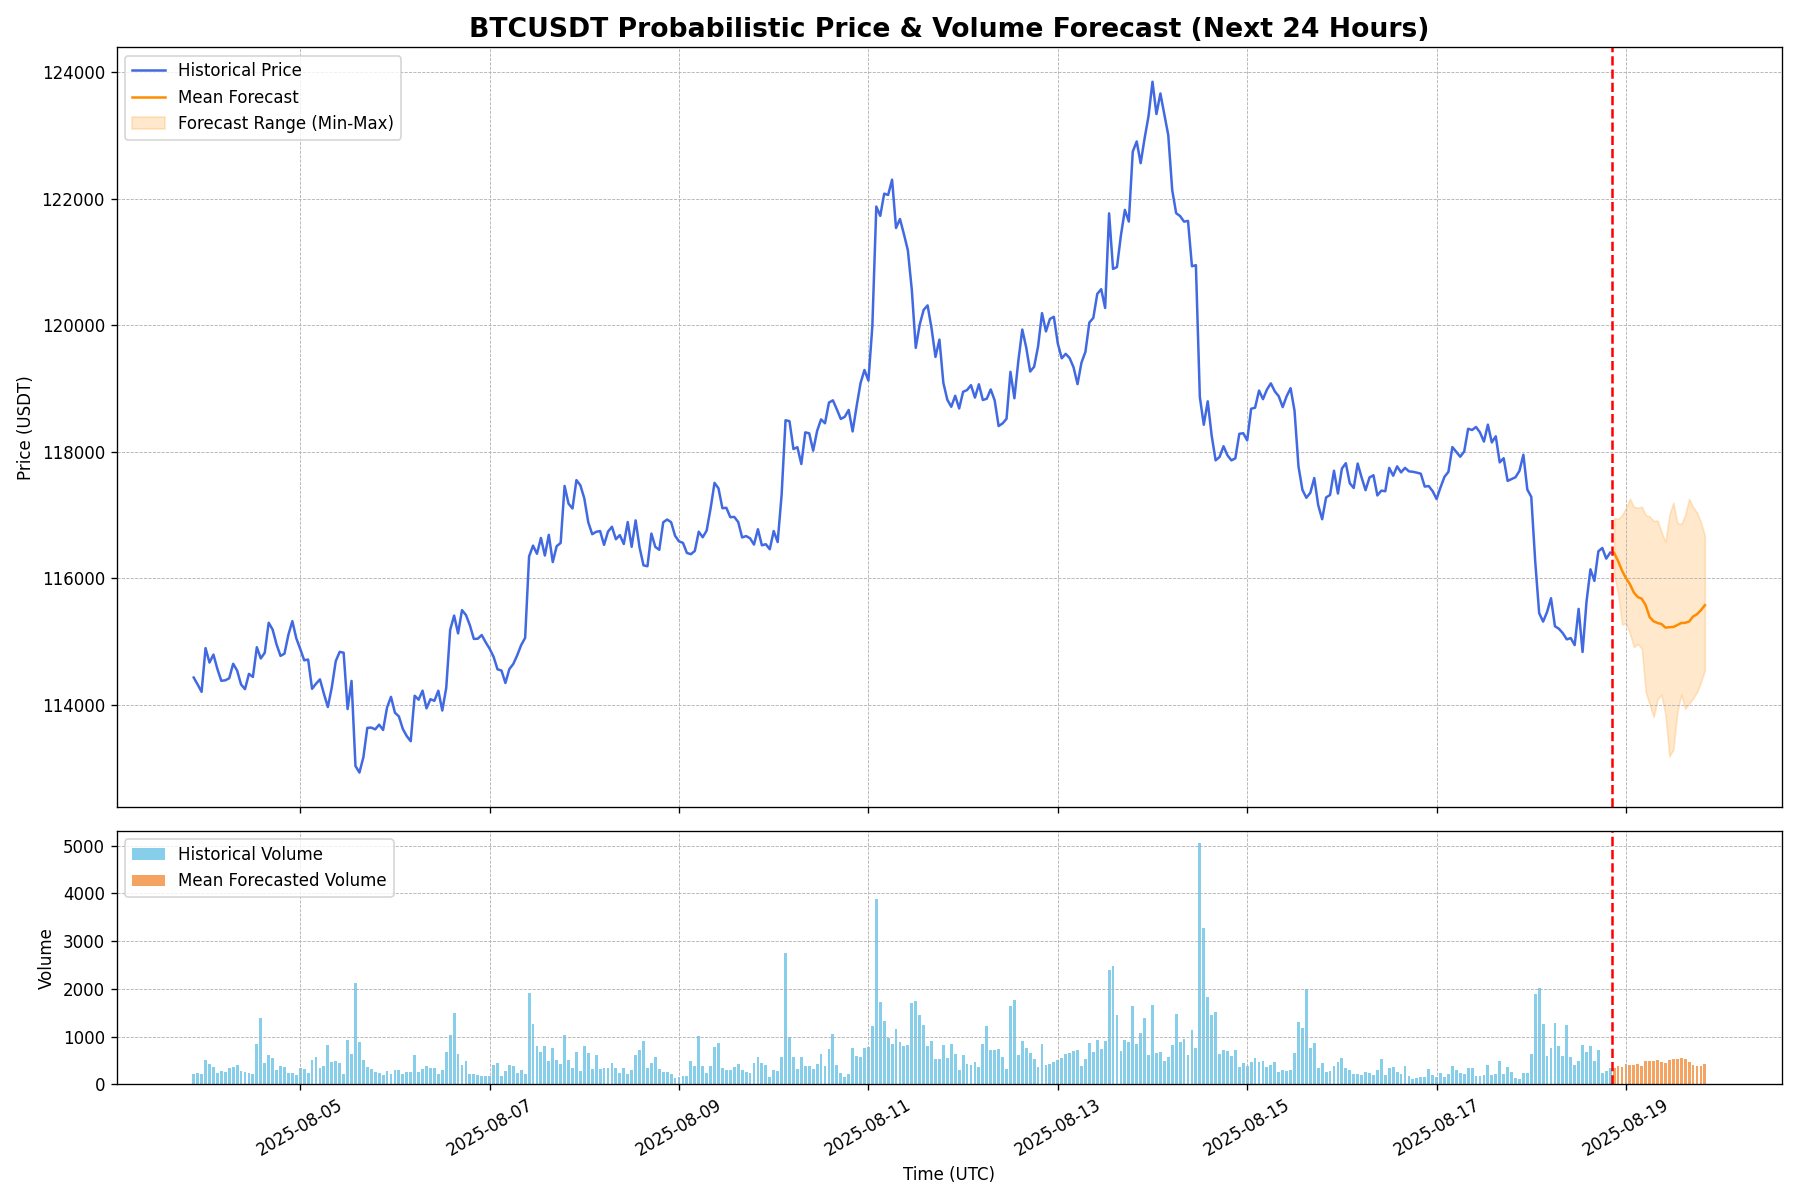 BTCUSDT Probabilistic Price & Volume Forecast (Next 24 Hours)
Historical Price
Mean Forecast
Forecast Range (Min-Max)
124000
122000
120000
118000
116000
114000
Price (USDT)
Historical Volume
Mean Forecasted Volume
5000
4000
3000
2000
1000
0
Volume
2025-08-05
2025-08-07
2025-08-09
2025-08-11
2025-08-13
2025-08-15
2025-08-17
2025-08-19
Time (UTC)